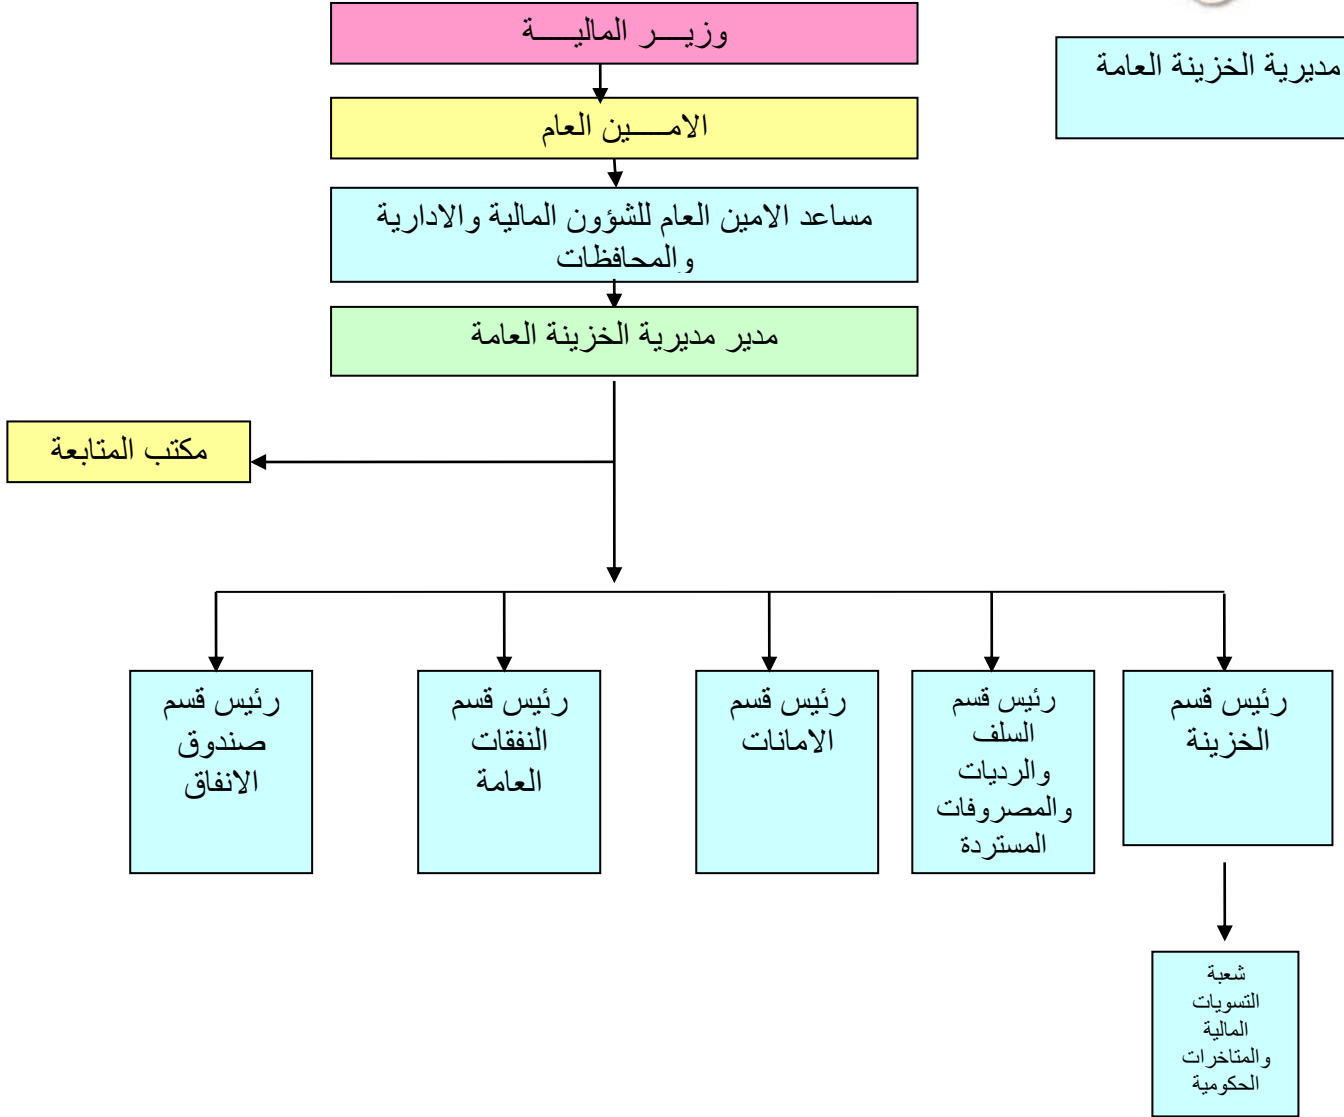 وزيـــر الماليــــة
مديرية الخزينة العامة
الامــــين العام
مساعد الامين العام للشؤون المالية والادارية
والمحافظات
مدير مديرية الخزينة العامة
مكتب المتابعة
رئيس قسم
الخزينة
رئيس قسم
السلف
والرديات
والمصروفات
المستردة
رئيس قسم
الامانات
رئيس قسم
النفقات
العامة
رئيس قسم
صندوق
الانفاق
شعبة
التسويات
المالية
والمتاخرات
الحكومية